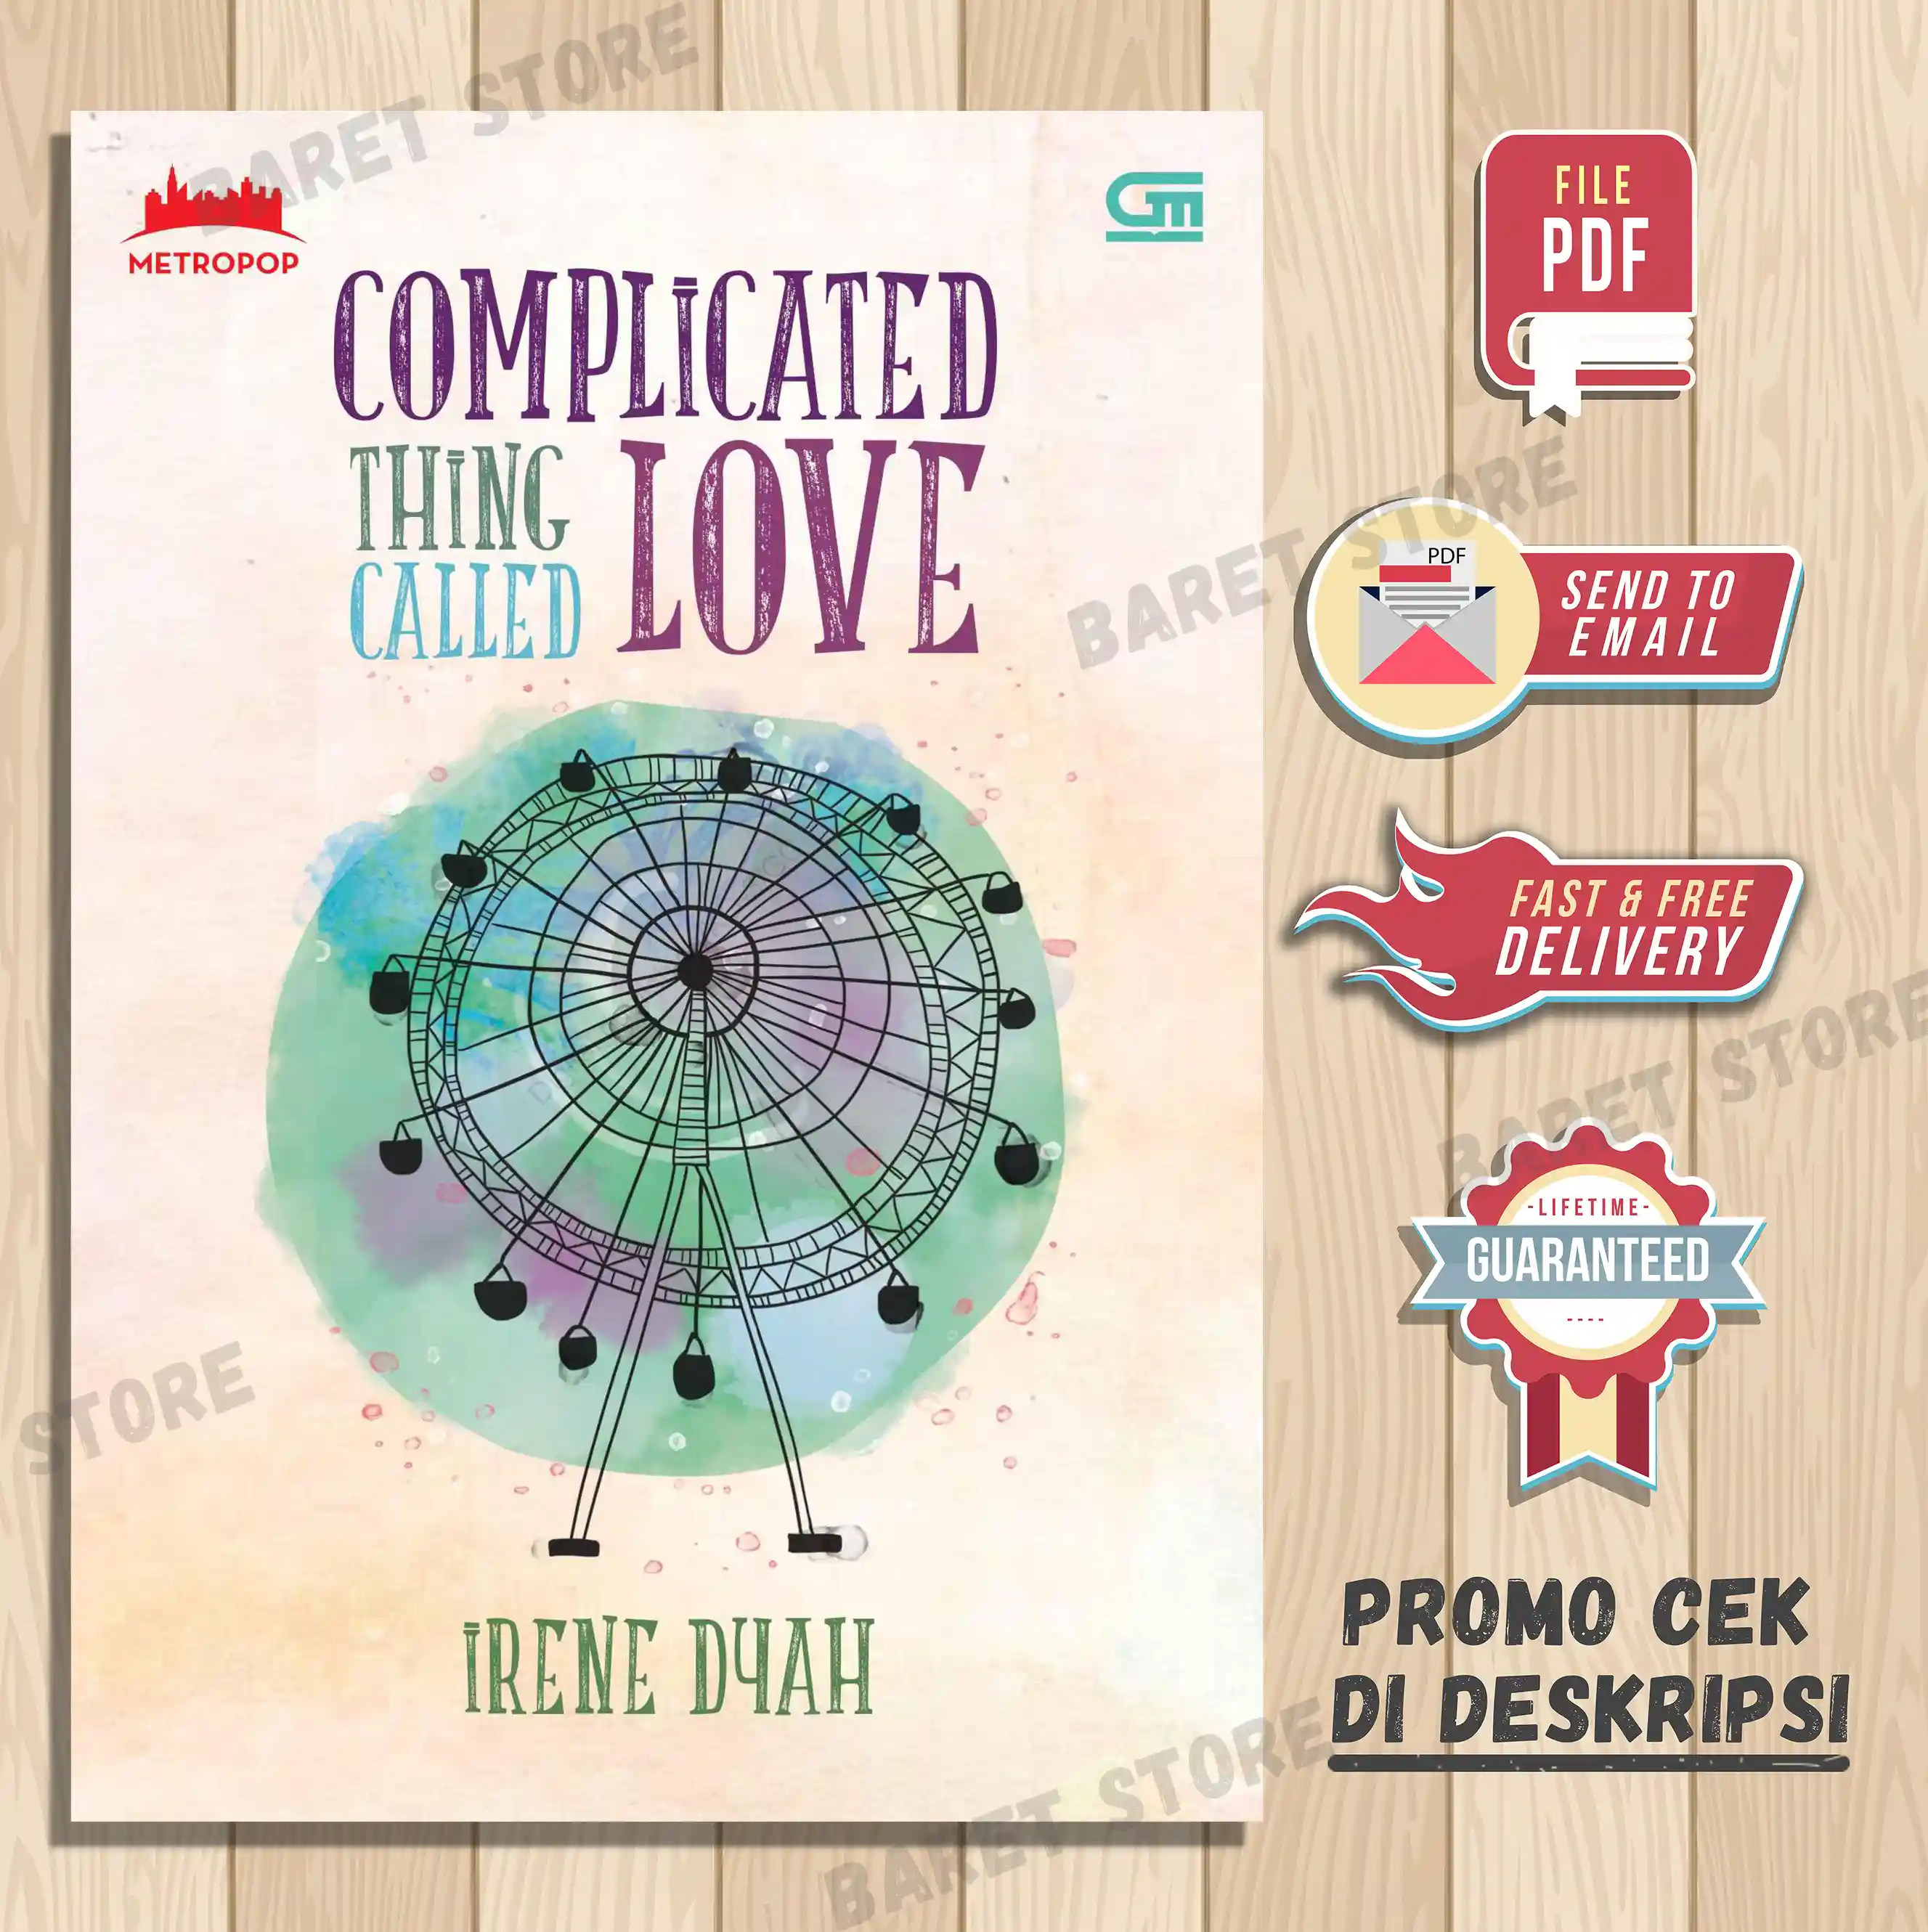 BARET STORE
METROPOP
GM
COMPLICATED
THING
CALLED
LOVE
IRENE DYAH
FILE
PDF
BARET STORE
PDF
SEND TO
EMAIL
FAST & FREE
DELIVERY
BARET STORE
-LIFETIME-
GUARANTEED
----
STORE
PROMO CEK
DI DESKRIPSI
BARET STORE